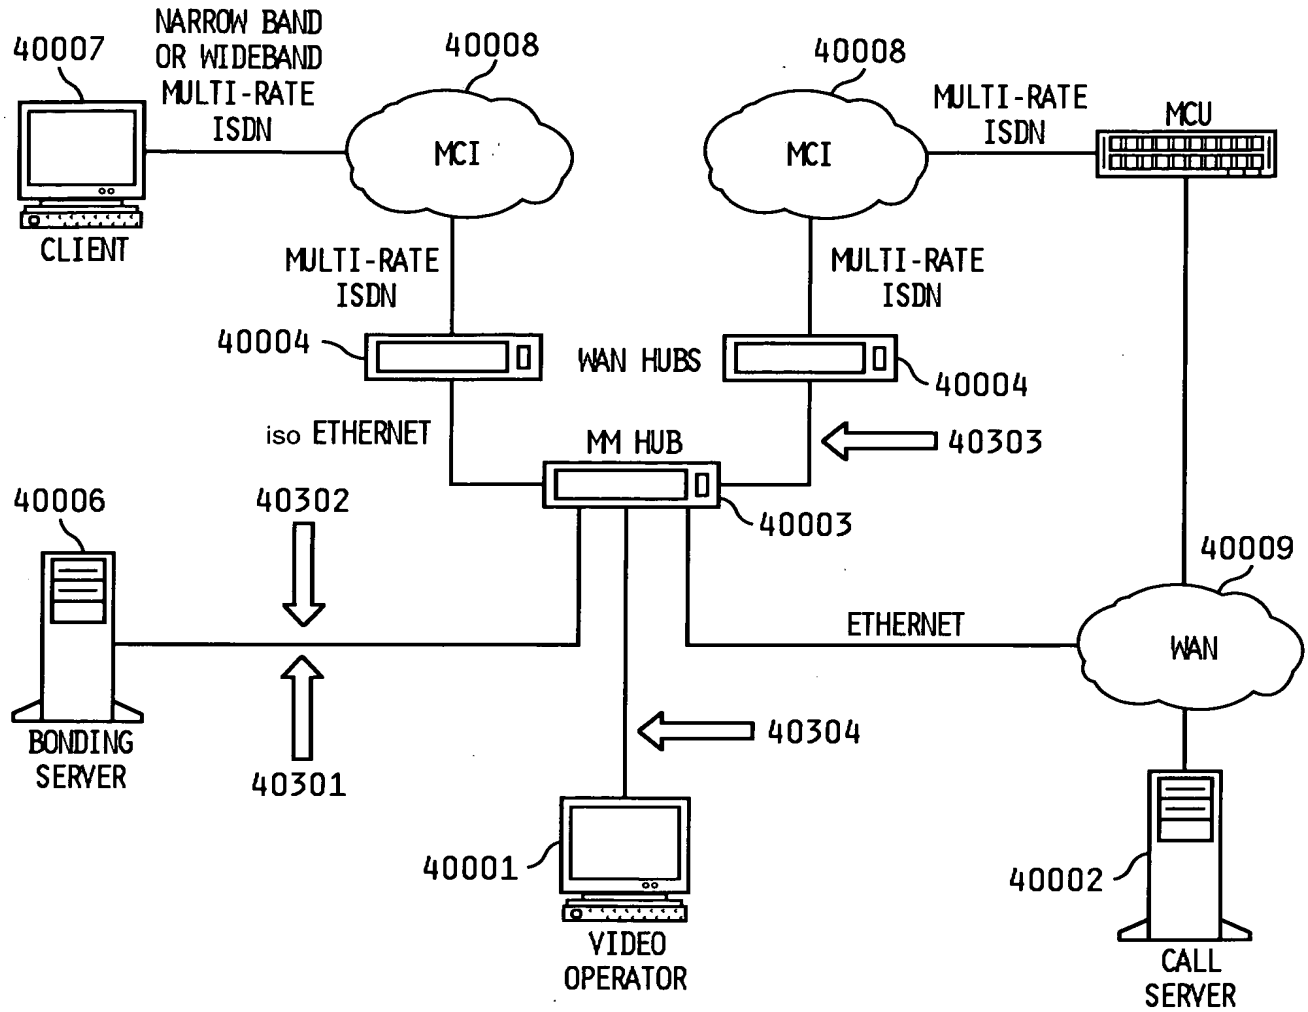 40007
NARROW BAND
OR WIDEBAND
MULTI-RATE
ISDN
40008
40008
MULTI-RATE
ISDN
MCU
MCI
MCI
CLIENT
MULTI-RATE
ISDN
MULTI-RATE
ISDN
40004
WAN HUBS
40004
iso ETHERNET
MM HUB
40303
40006
40302
40003
40009
ETHERNET
WAN
BONDING
SERVER
40301
40304
40001
40002
VIDEO
OPERATOR
CALL
SERVER